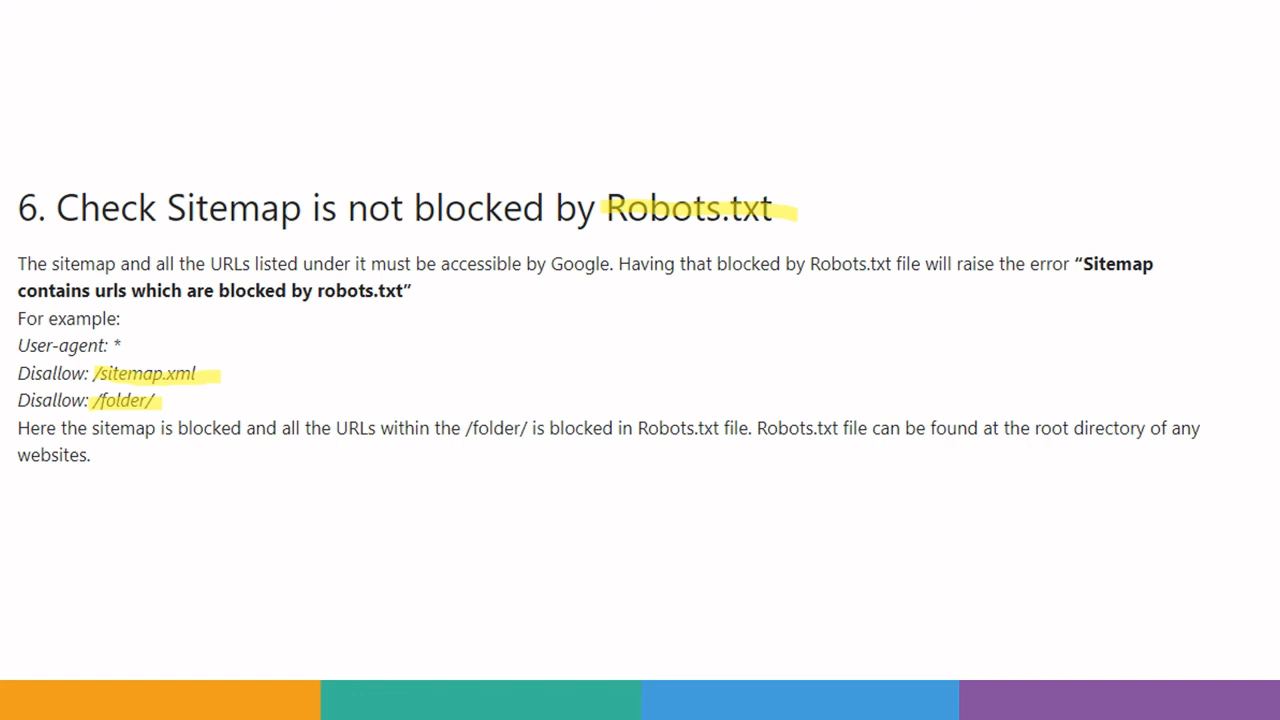 6. Check Sitemap is not blocked by Robots.txt
The sitemap and all the URLs listed under it must be accessible by Google. Having that blocked by Robots.txt file will raise the error “Sitemap
contains urls which are blocked by robots.txt”
For example:
User-agent: *
Disallow: /sitemap.xml
Disallow: /folder/
Here the sitemap is blocked and all the URLs within the /folder/ is blocked in Robots.txt file. Robots.txt file can be found at the root directory of any
websites.